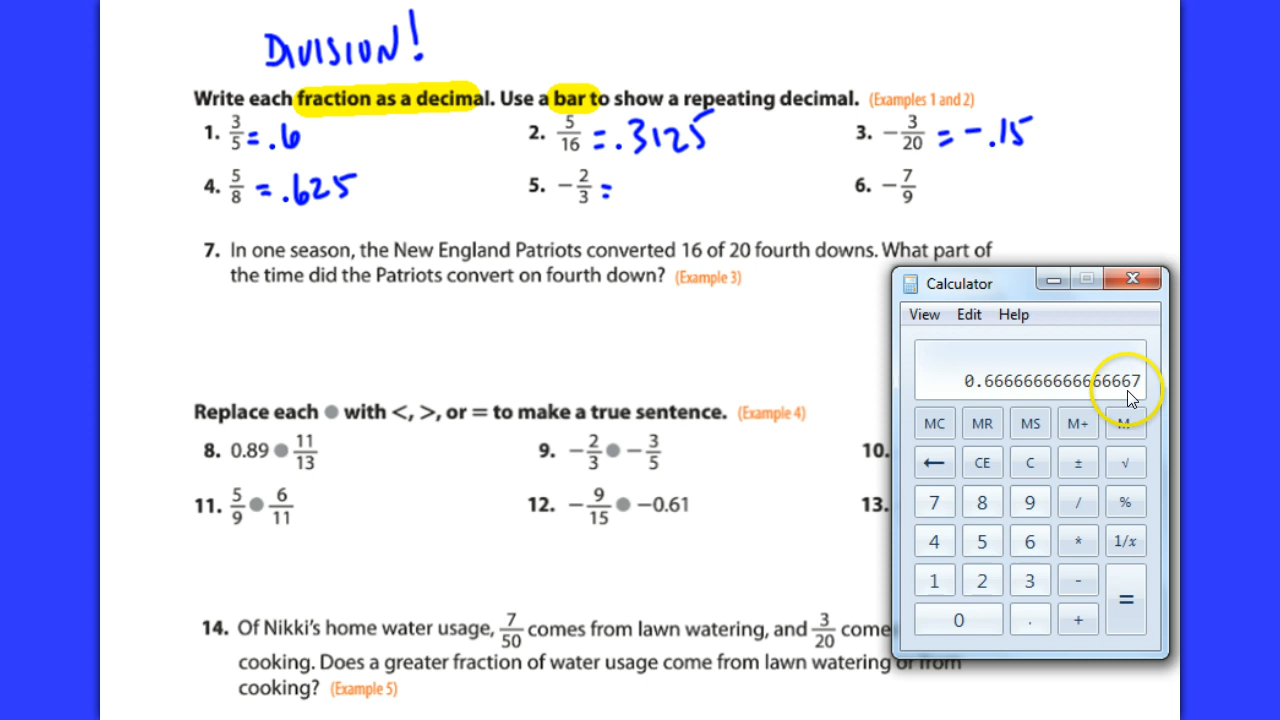 DIVISION!
Write each fraction as a decimal. Use a bar to show a repeating decimal. (Examples 1 and 2)
1. 3/5 = .6 2. 5/16 = .3125 3. -3/20 = -.15
4. 5/8 = .625 5. -2/3 = 6. -7/9
7. In one season, the New England Patriots converted 16 of 20 fourth downs. What part of
the time did the Patriots convert on fourth down? (Example 3)
Calculator
View Edit Help
0.6666666666666667
MC MR MS M+
← CE C ± √
7 8 9 / %
4 5 6 * 1/x
1 2 3 - =
0 . +
Replace each ● with <, >, or = to make a true sentence. (Example 4)
8. 0.89 ● 11/13 9. -2/3 ● -3/5 10.
11. 5/9 ● 6/11 12. -9/15 ● -0.61 13.
14. Of Nikki's home water usage, 7/50 comes from lawn watering, and 3/20 come
cooking. Does a greater fraction of water usage come from lawn watering or from
cooking? (Example 5)